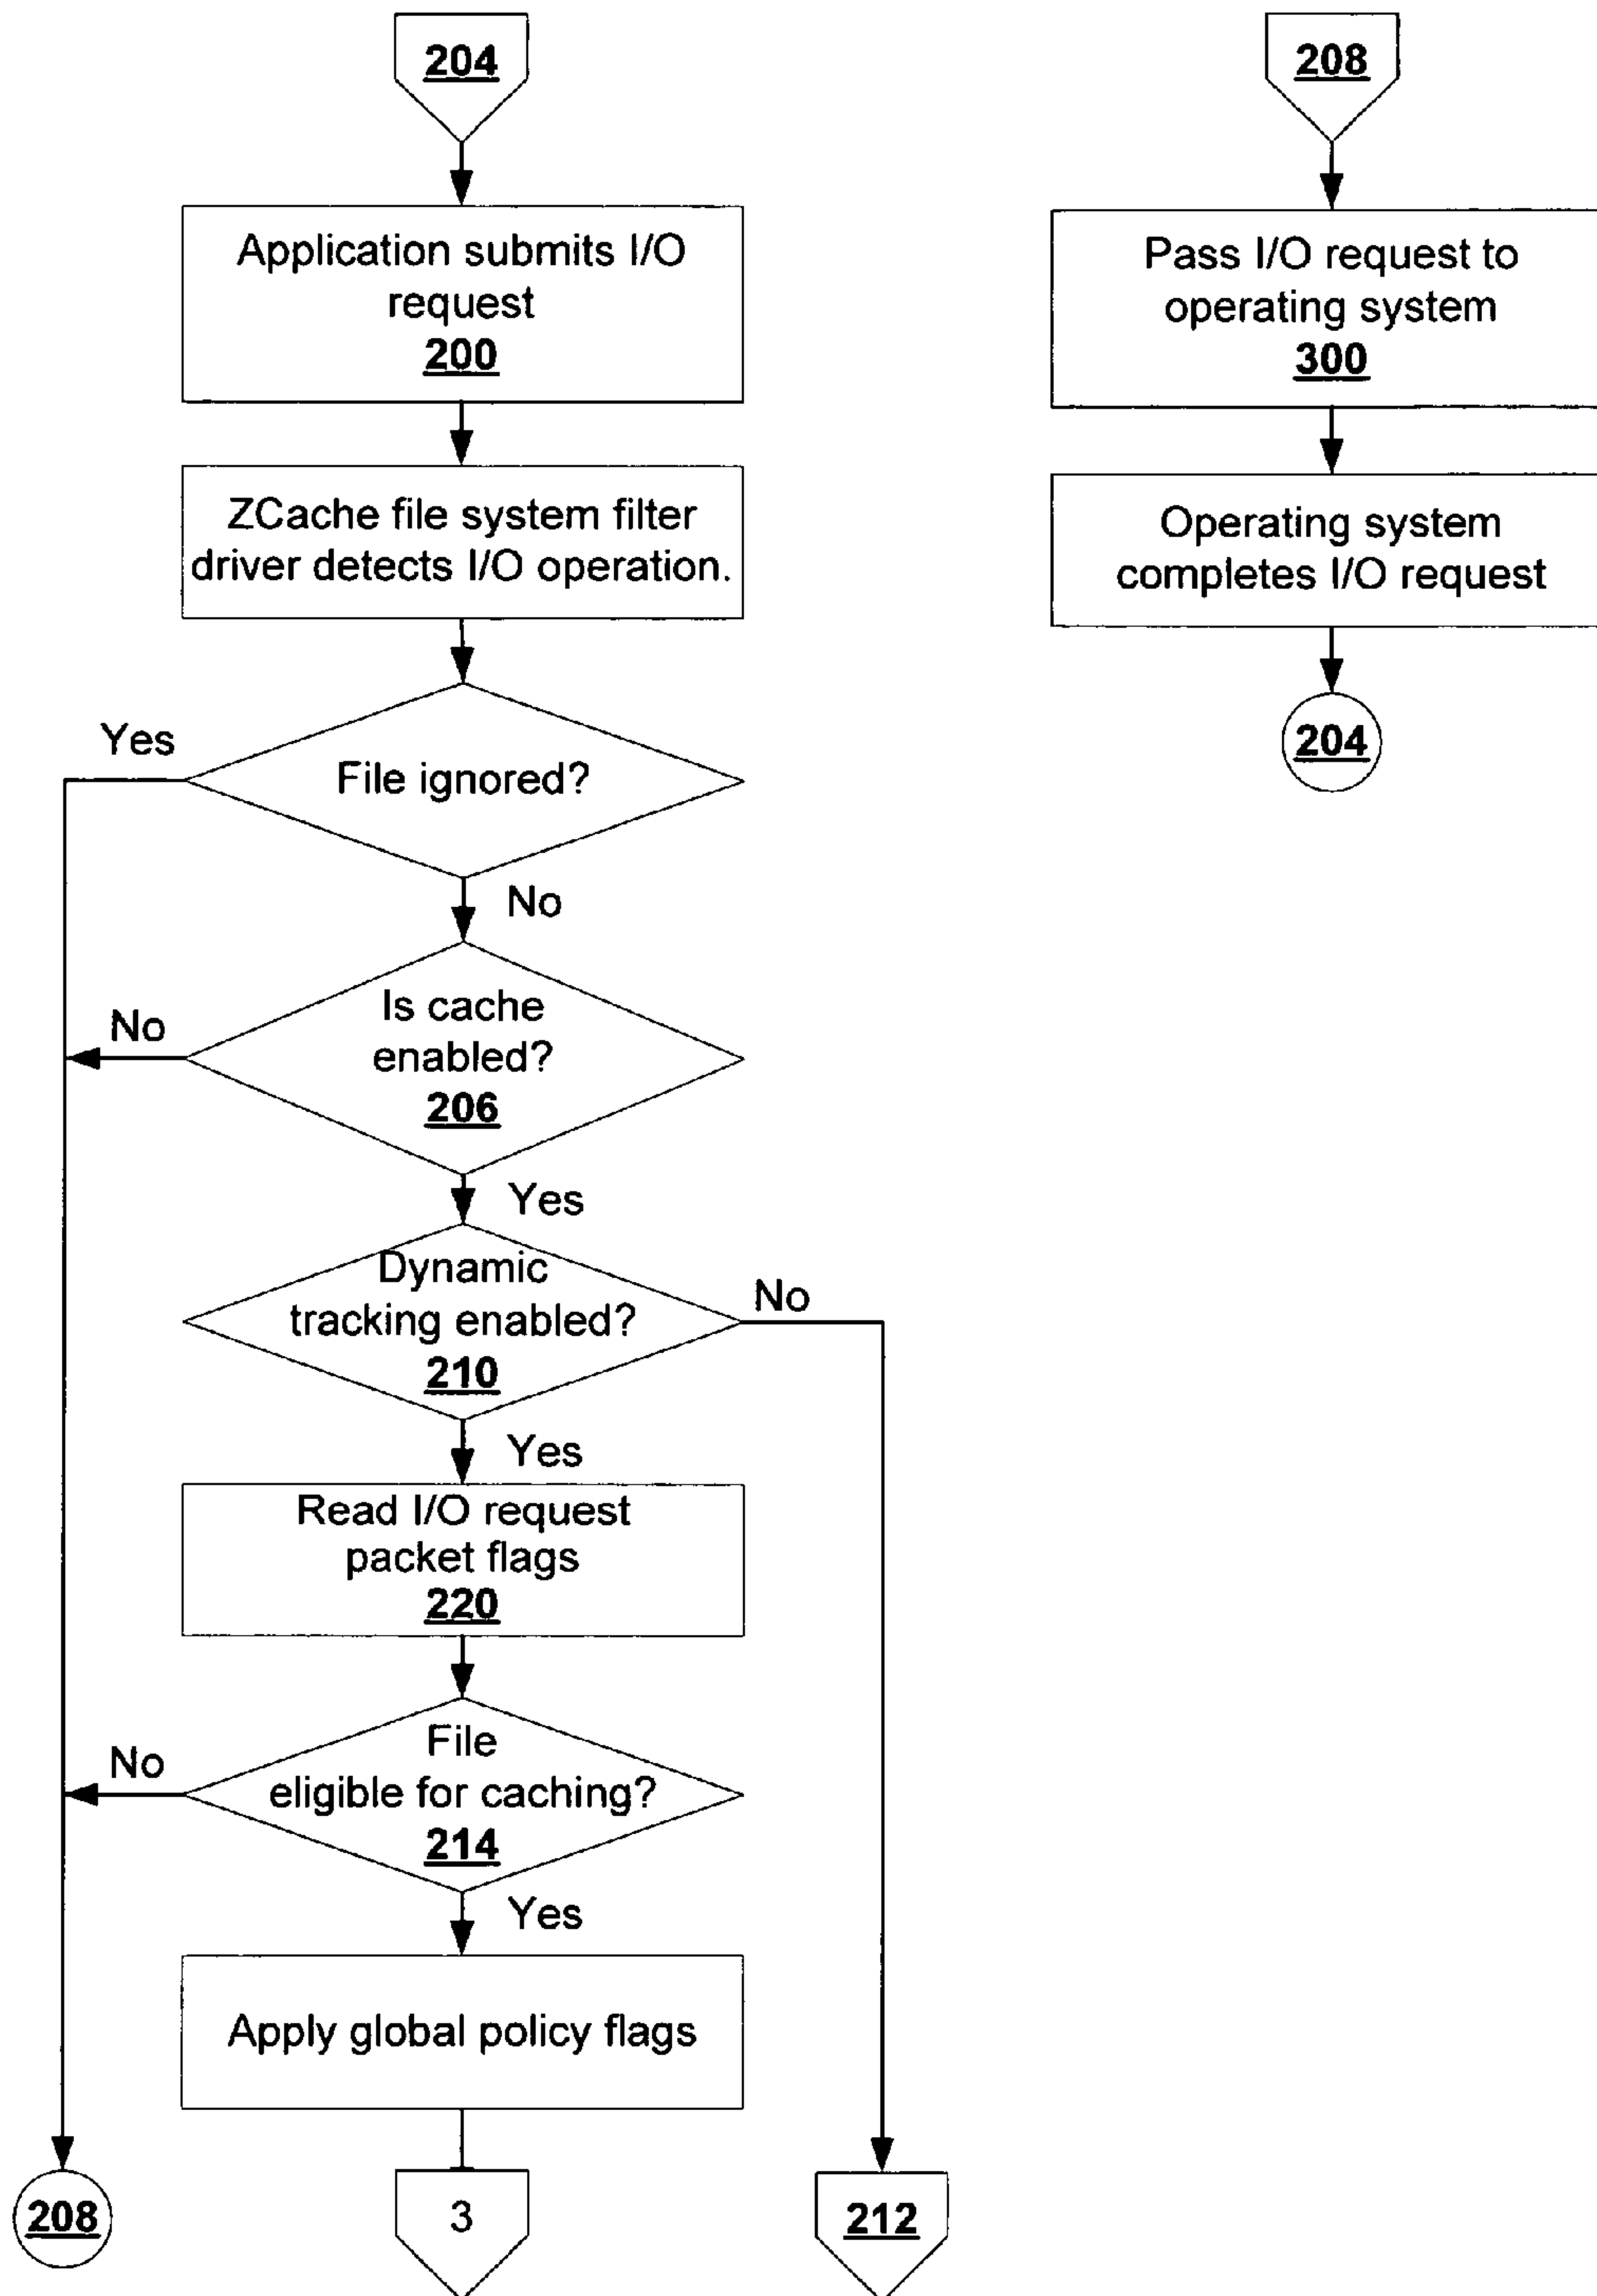 204
Application submits I/O
request
200
ZCache file system filter
driver detects I/O operation.
File ignored?
Yes
No
Is cache
enabled?
206
No
Yes
Dynamic
tracking enabled?
210
No
Yes
Read I/O request
packet flags
220
File
eligible for caching?
214
No
Yes
Apply global policy flags
208
3
212
208
Pass I/O request to
operating system
300
Operating system
completes I/O request
204